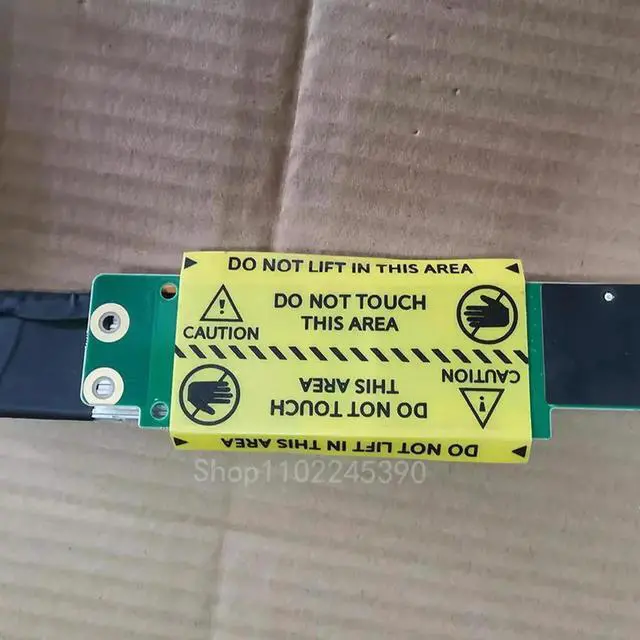 DO NOT LIFT IN THIS AREA
DO NOT TOUCH
THIS AREA
CAUTION
CAUTION
DO NOT TOUCH
THIS AREA
DO NOT LIFT IN THIS AREA
Shop1102245390